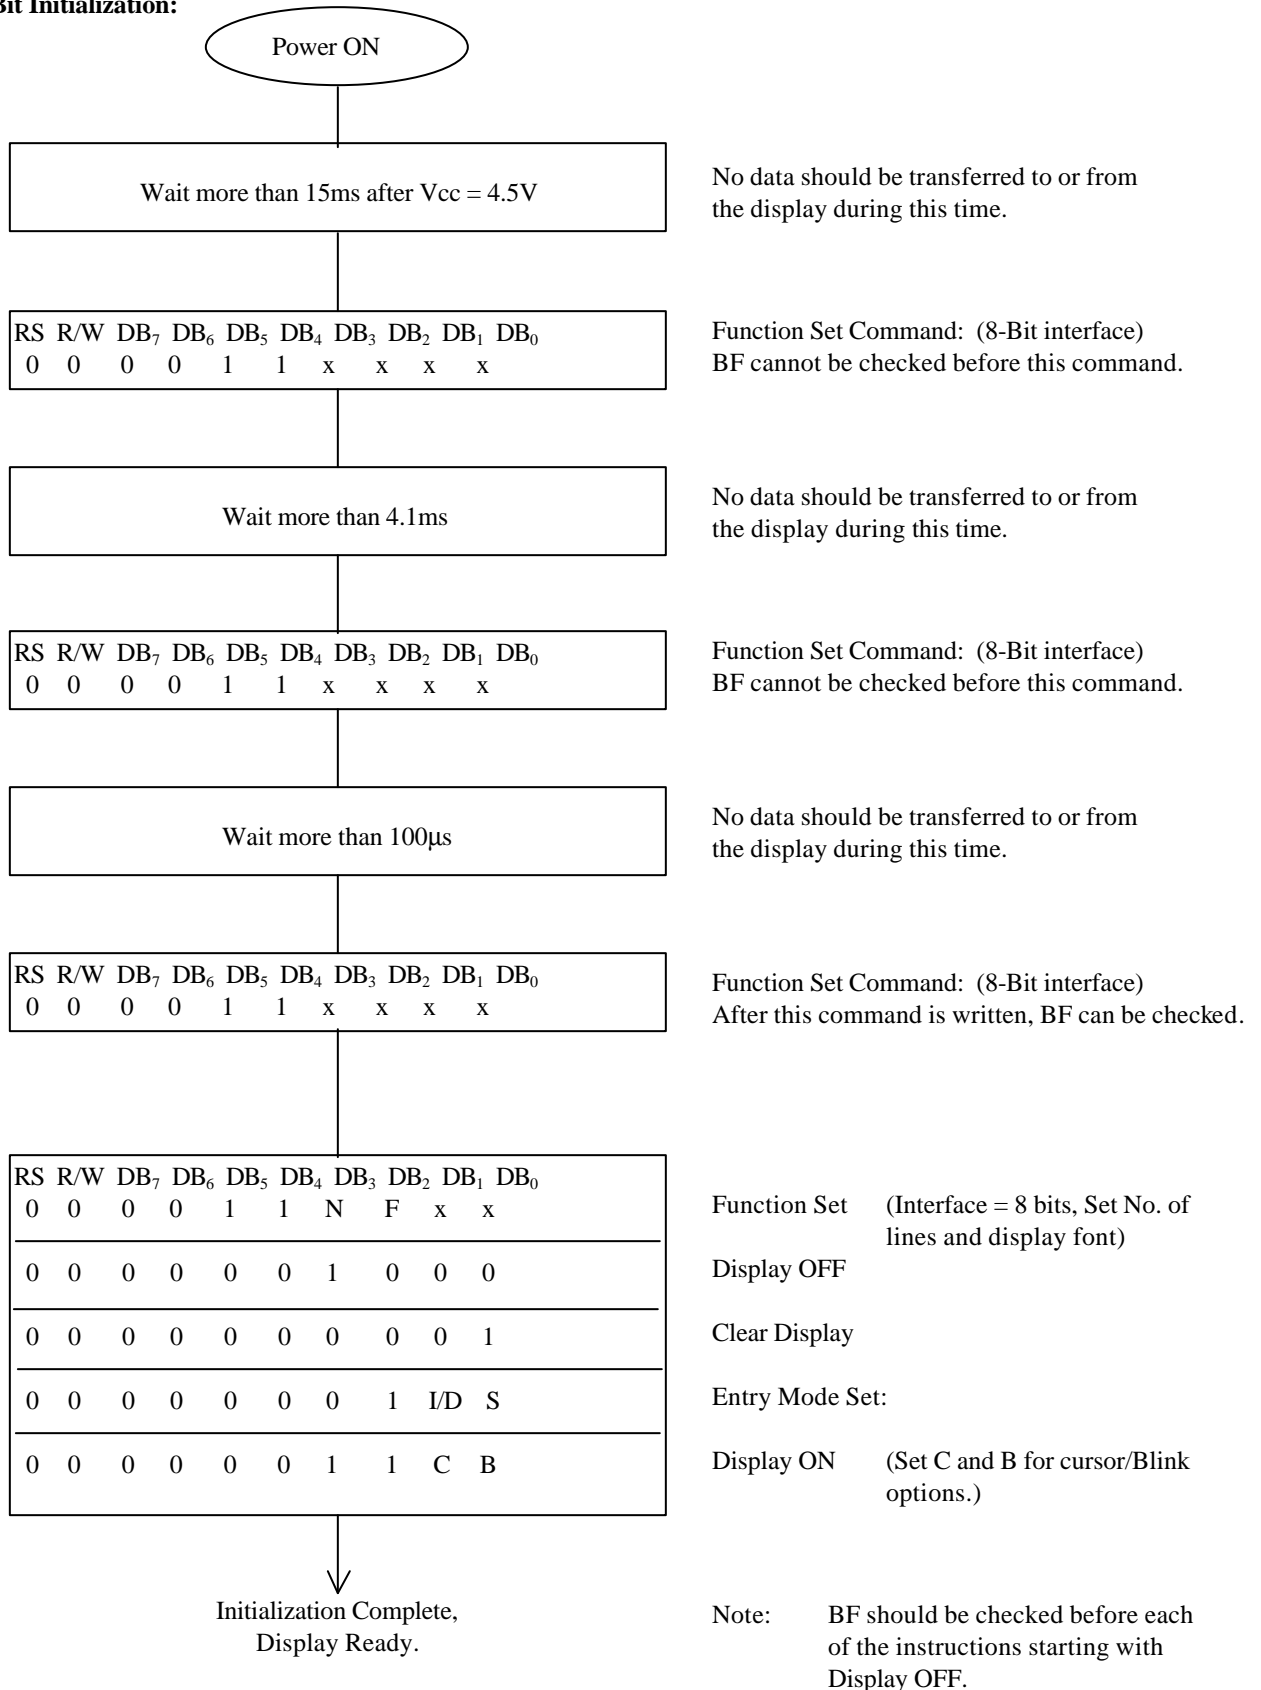 Bit Initialization:
Power ON
Wait more than 15ms after Vcc = 4.5V
No data should be transferred to or from
the display during this time.
RS R/W DB₇ DB₆ DB₅ DB₄ DB₃ DB₂ DB₁ DB₀
0 0 0 0 1 1 x x x x
Function Set Command: (8-Bit interface)
BF cannot be checked before this command.
Wait more than 4.1ms
No data should be transferred to or from
the display during this time.
RS R/W DB₇ DB₆ DB₅ DB₄ DB₃ DB₂ DB₁ DB₀
0 0 0 0 1 1 x x x x
Function Set Command: (8-Bit interface)
BF cannot be checked before this command.
Wait more than 100μs
No data should be transferred to or from
the display during this time.
RS R/W DB₇ DB₆ DB₅ DB₄ DB₃ DB₂ DB₁ DB₀
0 0 0 0 1 1 x x x x
Function Set Command: (8-Bit interface)
After this command is written, BF can be checked.
RS R/W DB₇ DB₆ DB₅ DB₄ DB₃ DB₂ DB₁ DB₀
0 0 0 0 1 1 N F x x
Function Set (Interface = 8 bits, Set No. of
lines and display font)
0 0 0 0 0 0 1 0 0 0
Display OFF
0 0 0 0 0 0 0 0 0 1
Clear Display
0 0 0 0 0 0 0 1 I/D S
Entry Mode Set:
0 0 0 0 0 0 1 1 C B
Display ON (Set C and B for cursor/Blink
options.)
Initialization Complete,
Display Ready.
Note: BF should be checked before each
of the instructions starting with
Display OFF.